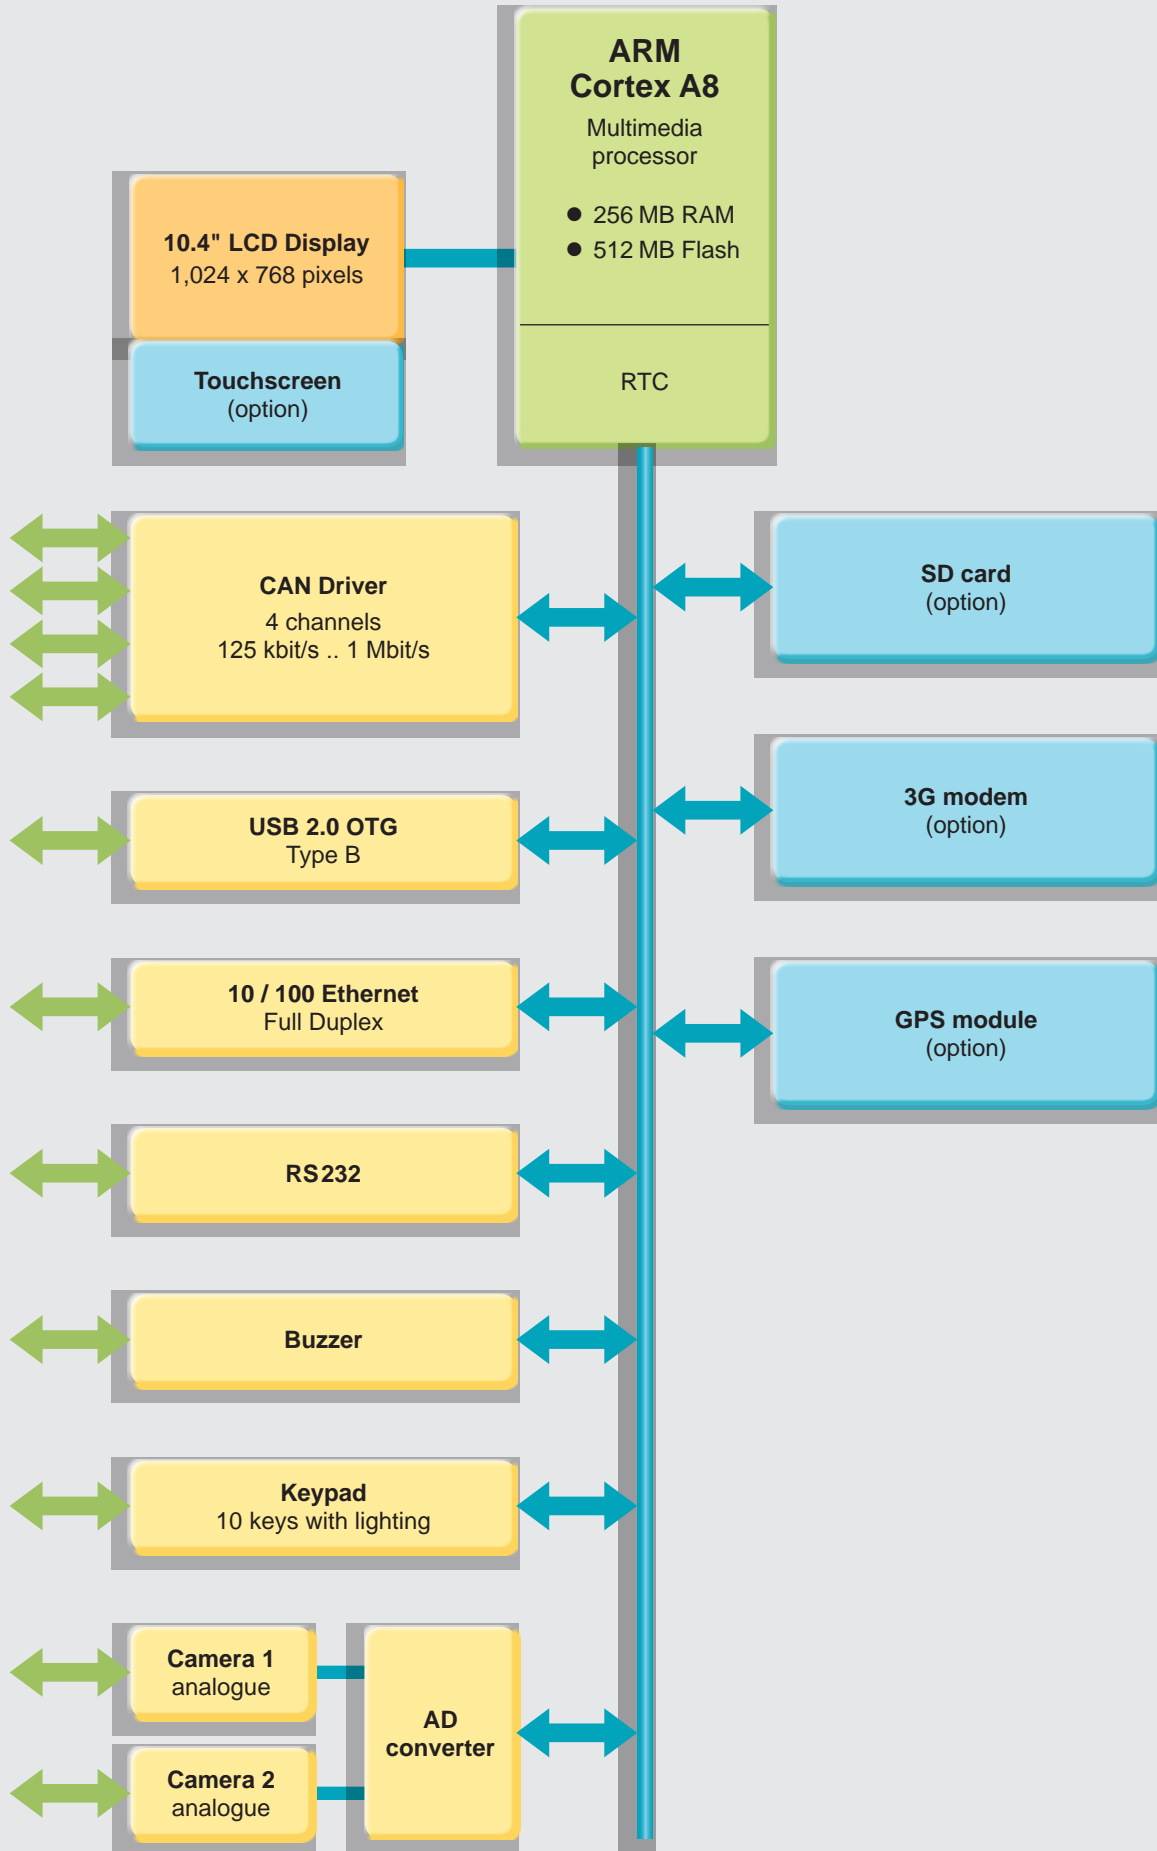 ARM
Cortex A8
Multimedia
processor
● 256 MB RAM
● 512 MB Flash
RTC
10.4" LCD Display
1,024 x 768 pixels
Touchscreen
(option)
CAN Driver
4 channels
125 kbit/s .. 1 Mbit/s
SD card
(option)
USB 2.0 OTG
Type B
3G modem
(option)
10 / 100 Ethernet
Full Duplex
GPS module
(option)
RS232
Buzzer
Keypad
10 keys with lighting
Camera 1
analogue
AD
converter
Camera 2
analogue